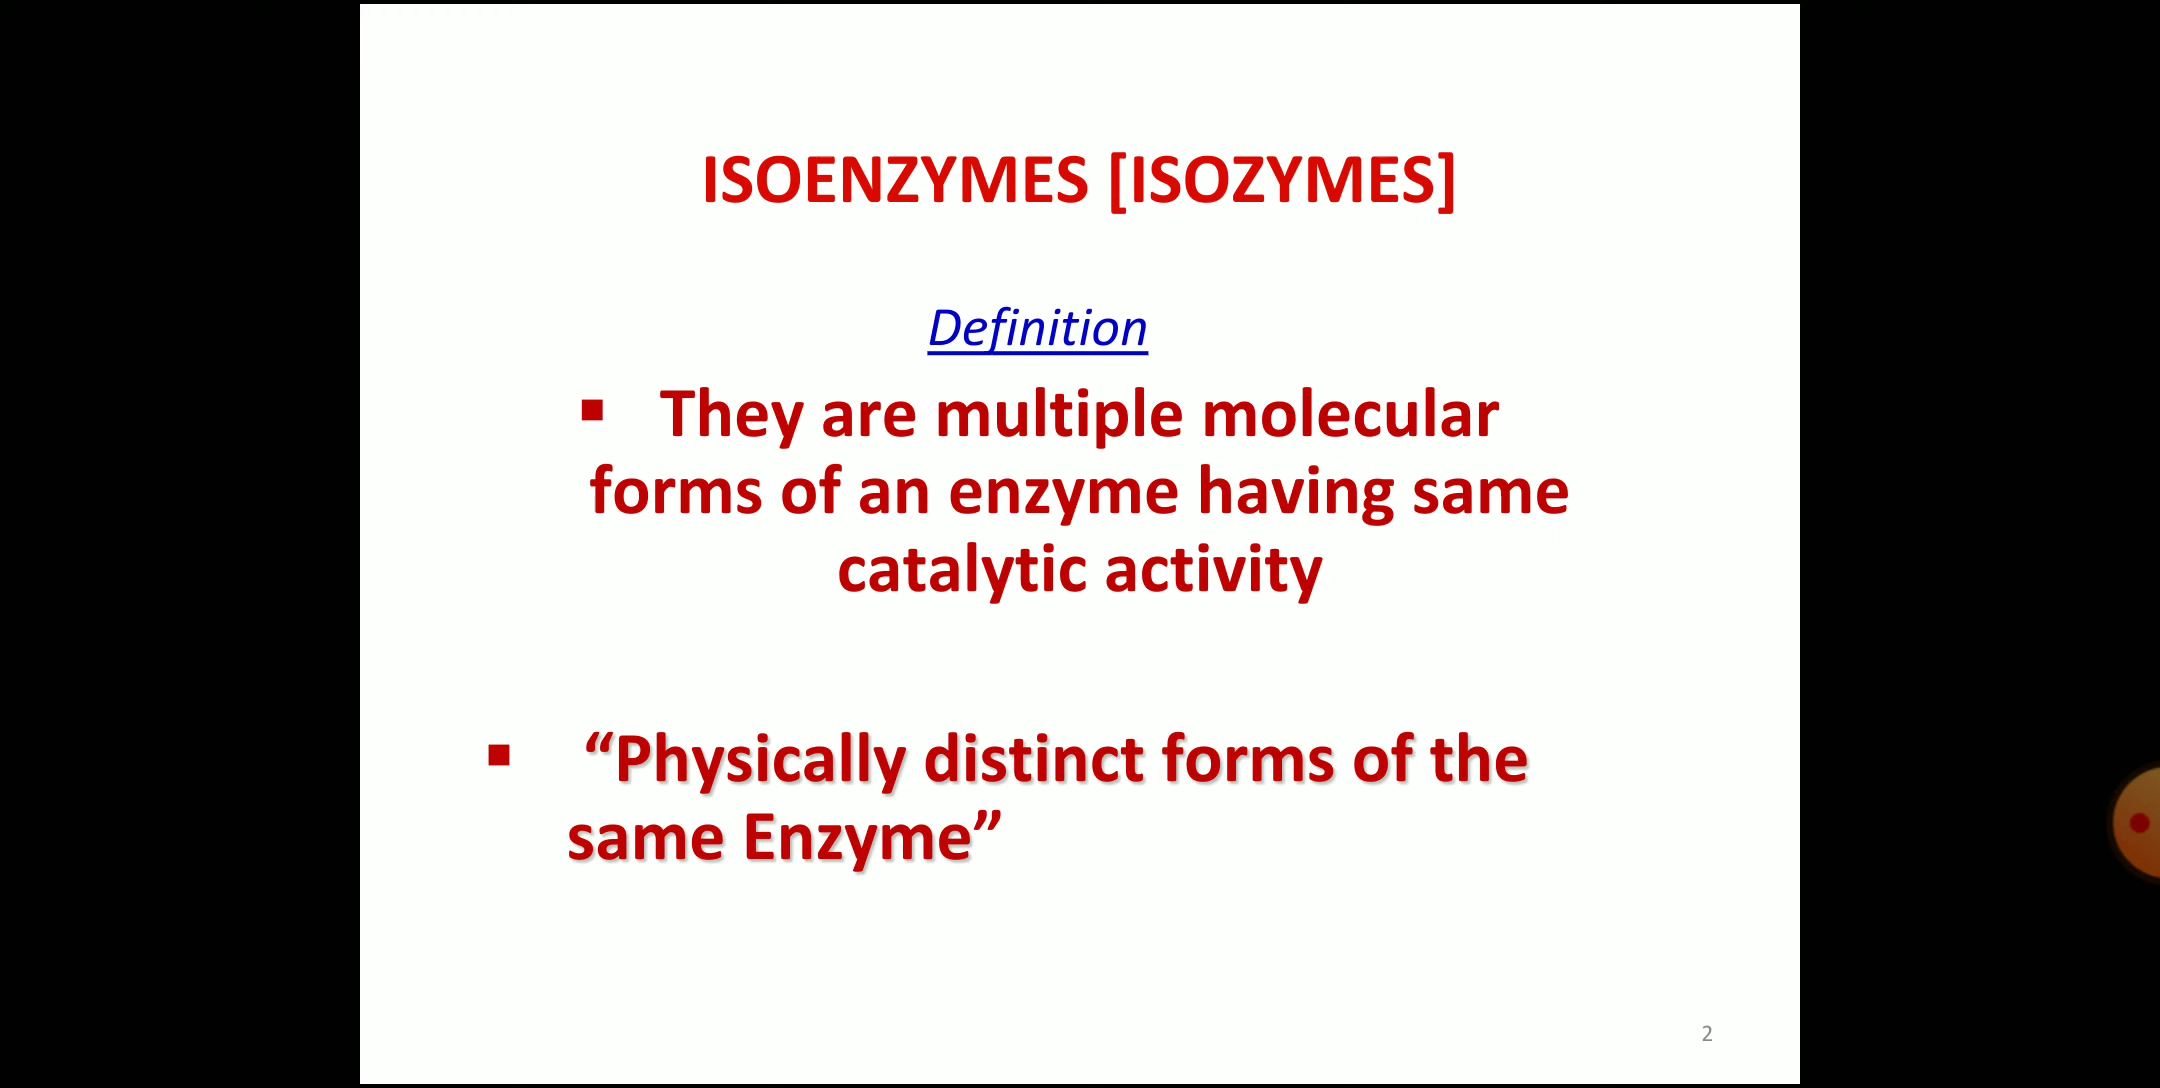 ISOENZYMES [ISOZYMES]
Definition
▪ They are multiple molecular
forms of an enzyme having same
catalytic activity
▪ “Physically distinct forms of the
same Enzyme”
2